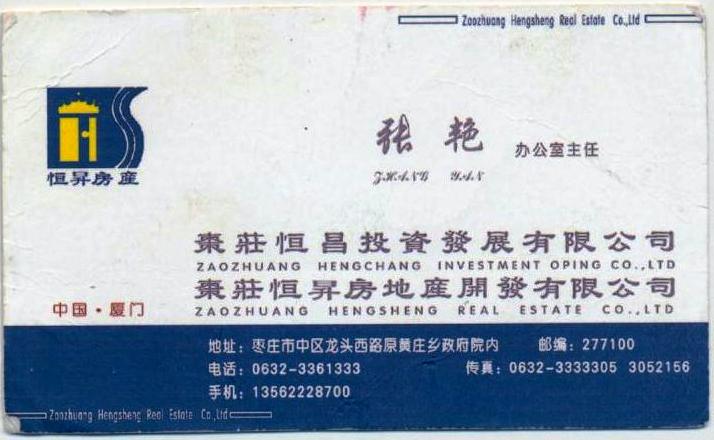 Zaozhuang Hengsheng Real Estate Co.,Ltd
恒昇房産
张 艳 办公室主任
ZHANG YAN
棗莊恒昌投資發展有限公司
ZAOZHUANG HENGCHANG INVESTMENT OPING CO.,LTD
棗莊恒昇房地産開發有限公司
中国·厦门 ZAOZHUANG HENGSHENG REAL ESTATE CO.,LTD
地址: 枣庄市中区龙头西路原黄庄乡政府院内 邮编: 277100
电话: 0632-3361333 传真: 0632-3333305 3052156
手机: 13562228700
Zaozhuang Hengsheng Real Estate Co.,Ltd